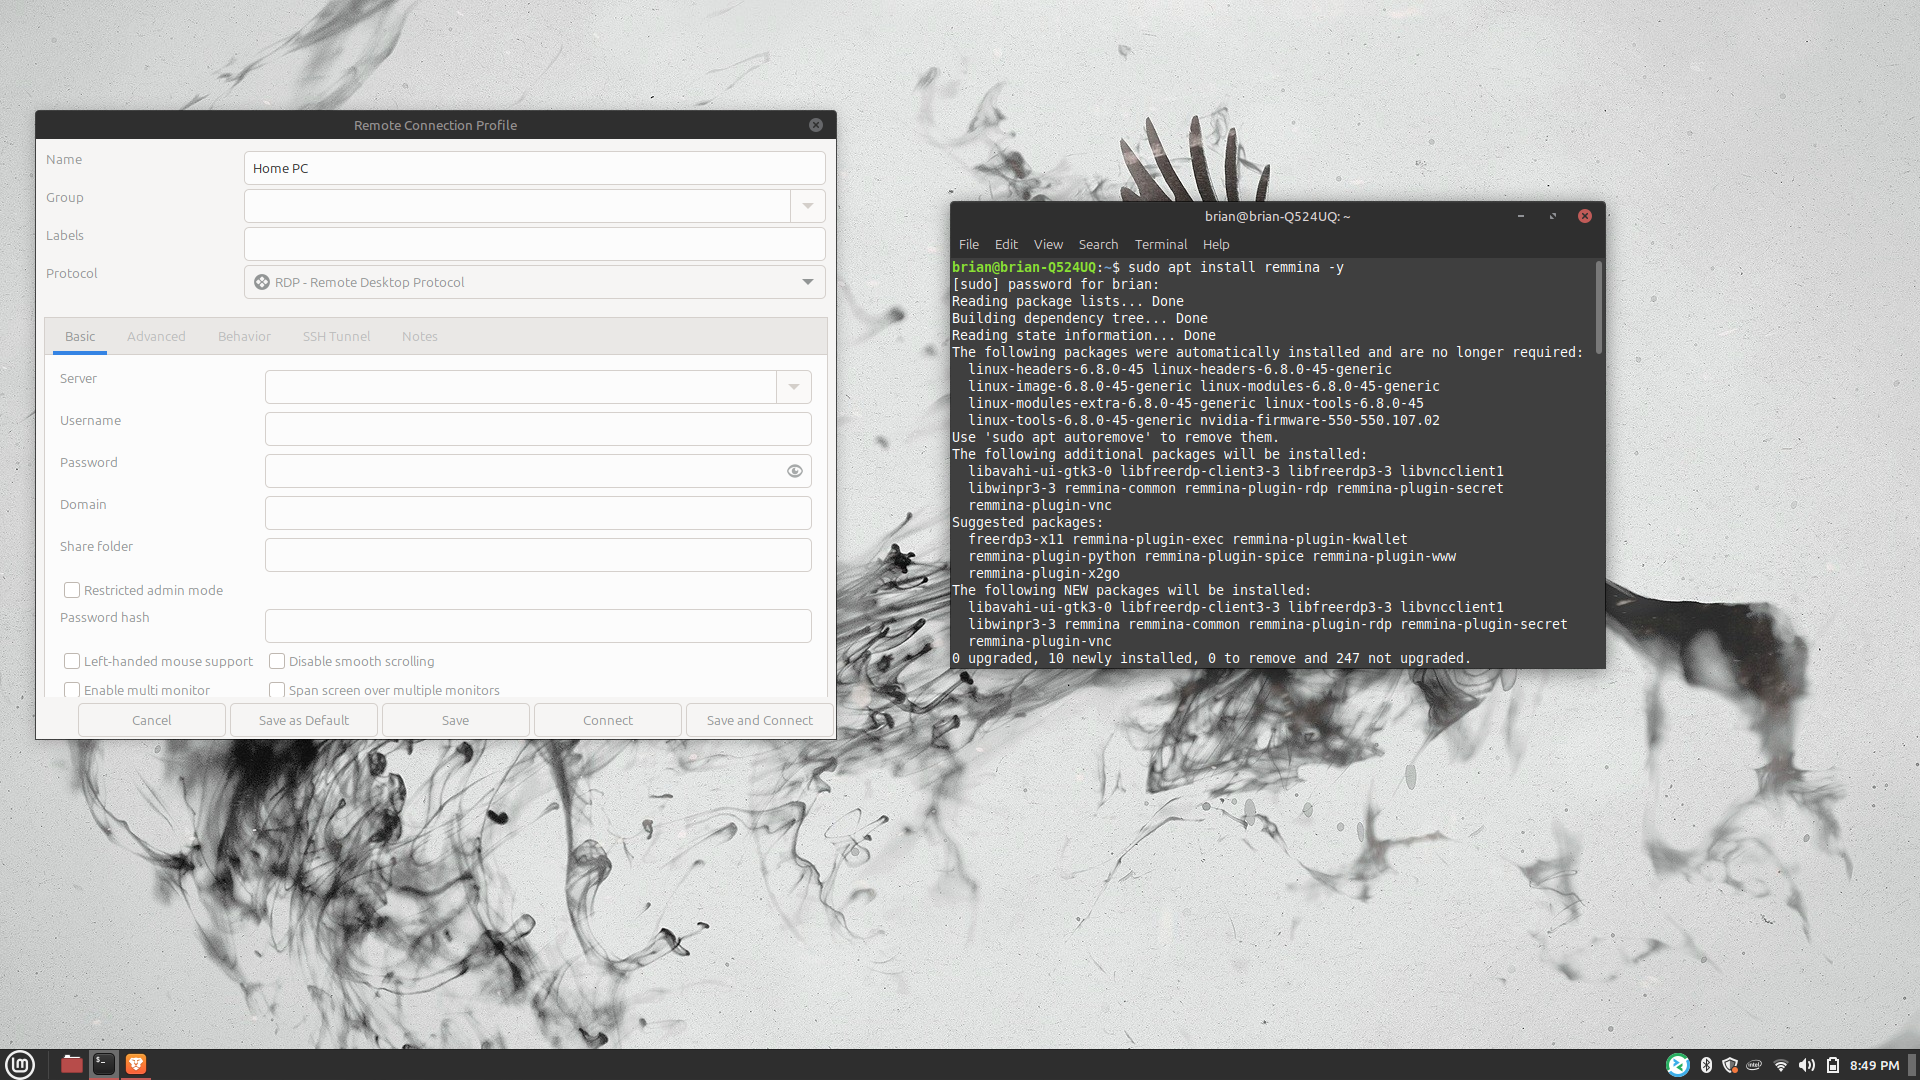 Remote Connection Profile
Name
Home PC
Group
Labels
Protocol
RDP - Remote Desktop Protocol
Basic Advanced Behavior SSH Tunnel Notes
Server
Username
Password
Domain
Share folder
Restricted admin mode
Password hash
Left-handed mouse support Disable smooth scrolling
Enable multi monitor Span screen over multiple monitors
Cancel Save as Default Save Connect Save and Connect
brian@brian-Q524UQ: ~
File Edit View Search Terminal Help
brian@brian-Q524UQ:~$ sudo apt install remmina -y
[sudo] password for brian:
Reading package lists... Done
Building dependency tree... Done
Reading state information... Done
The following packages were automatically installed and are no longer required:
linux-headers-6.8.0-45 linux-headers-6.8.0-45-generic
linux-image-6.8.0-45-generic linux-modules-6.8.0-45-generic
linux-modules-extra-6.8.0-45-generic linux-tools-6.8.0-45
linux-tools-6.8.0-45-generic nvidia-firmware-550-550.107.02
Use 'sudo apt autoremove' to remove them.
The following additional packages will be installed:
libavahi-ui-gtk3-0 libfreerdp-client3-3 libfreerdp3-3 libvncclient1
libwinpr3-3 remmina-common remmina-plugin-rdp remmina-plugin-secret
remmina-plugin-vnc
Suggested packages:
freerdp3-x11 remmina-plugin-exec remmina-plugin-kwallet
remmina-plugin-python remmina-plugin-spice remmina-plugin-www
remmina-plugin-x2go
The following NEW packages will be installed:
libavahi-ui-gtk3-0 libfreerdp-client3-3 libfreerdp3-3 libvncclient1
libwinpr3-3 remmina remmina-common remmina-plugin-rdp remmina-plugin-secret
remmina-plugin-vnc
0 upgraded, 10 newly installed, 0 to remove and 247 not upgraded.
intel
8:49 PM